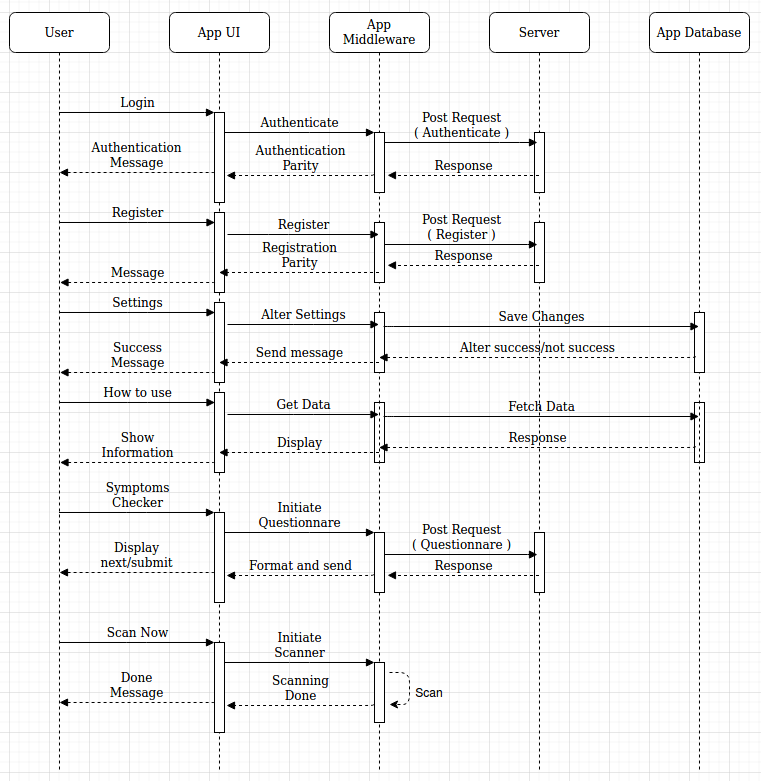 User
App UI
App
Middleware
Server
App Database
Login
Authenticate
Post Request
( Authenticate )
Authentication
Message
Authentication
Parity
Response
Register
Register
Post Request
( Register )
Registration
Parity
Response
Message
Settings
Alter Settings
Save Changes
Success
Message
Send message
Alter success/not success
How to use
Get Data
Fetch Data
Show
Information
Display
Response
Symptoms
Checker
Initiate
Questionnare
Post Request
( Questionnare )
Display
next/submit
Format and send
Response
Scan Now
Initiate
Scanner
Done
Message
Scanning
Done
Scan